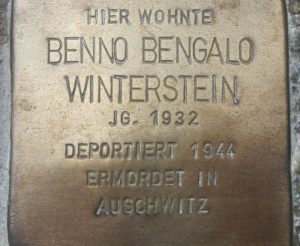 HIER WOHNTE
BENNO BENGALO
WINTERSTEIN
JG. 1932
DEPORTIERT 1944
ERMORDET IN
AUSCHWITZ